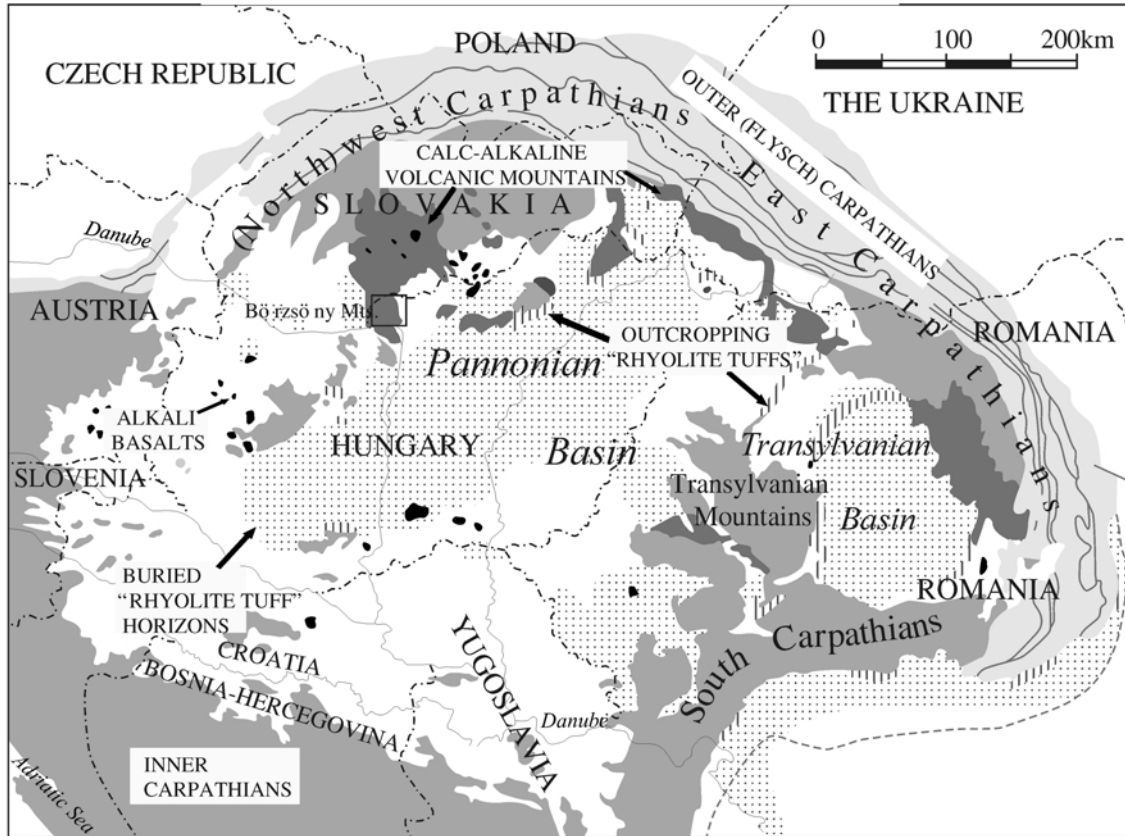 POLAND
0 100 200km
CZECH REPUBLIC
THE UKRAINE
OUTER (FLYSCH) CARPATHIANS
(North)west Carpathians
East Carpathians
CALC-ALKALINE
VOLCANIC MOUNTAINS
SLOVAKIA
Danube
AUSTRIA
Bö rzsö ny Mts.
ROMANIA
OUTCROPPING
“RHYOLITE TUFFS”
Pannonian
Basin
ALKALI
BASALTS
HUNGARY
Transylvanian
Basin
SLOVENIA
Transylvanian
Mountains
BURIED
“RHYOLITE TUFF”
HORIZONS
ROMANIA
CROATIA
BOSNIA-HERCEGOVINA
YUGOSLAVIA
South Carpathians
Danube
INNER
CARPATHIANS
Adriatic Sea